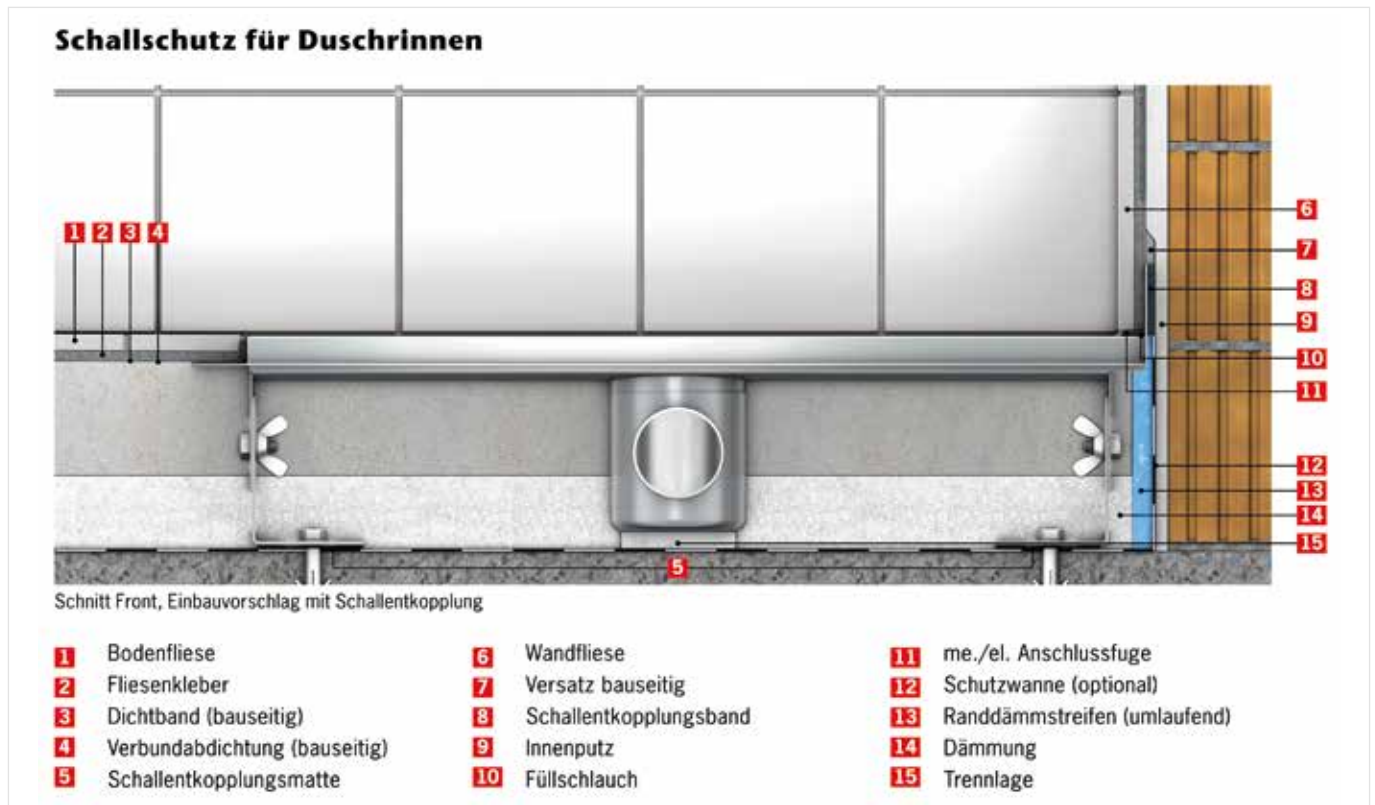 Schallschutz für Duschrinnen
1 2 3 4
6
7
8
9
10
11
12
13
14
15
5
Schnitt Front, Einbauvorschlag mit Schallentkopplung
1 Bodenfliese
2 Fliesenkleber
3 Dichtband (bauseitig)
4 Verbundabdichtung (bauseitig)
5 Schallentkopplungsmatte
6 Wandfliese
7 Versatz bauseitig
8 Schallentkopplungsband
9 Innenputz
10 Füllschlauch
11 me./el. Anschlussfuge
12 Schutzwanne (optional)
13 Randdämmstreifen (umlaufend)
14 Dämmung
15 Trennlage